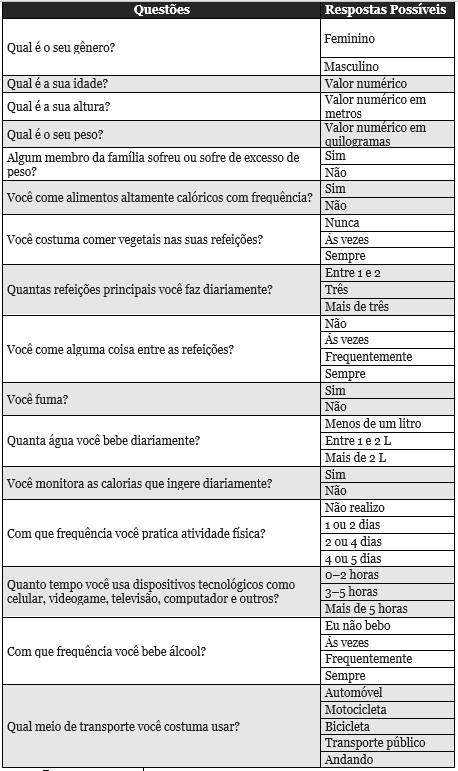 Questões
Respostas Possíveis
Qual é o seu gênero?
Feminino
Masculino
Qual é a sua idade?
Valor numérico
Qual é a sua altura?
Valor numérico em
metros
Qual é o seu peso?
Valor numérico em
quilogramas
Algum membro da família sofreu ou sofre de excesso de
peso?
Sim
Não
Você come alimentos altamente calóricos com frequência?
Sim
Não
Você costuma comer vegetais nas suas refeições?
Nunca
Às vezes
Sempre
Quantas refeições principais você faz diariamente?
Entre 1 e 2
Três
Mais de três
Você come alguma coisa entre as refeições?
Não
Às vezes
Frequentemente
Sempre
Você fuma?
Sim
Não
Quanta água você bebe diariamente?
Menos de um litro
Entre 1 e 2 L
Mais de 2 L
Você monitora as calorias que ingere diariamente?
Sim
Não
Com que frequência você pratica atividade física?
Não realizo
1 ou 2 dias
2 ou 4 dias
4 ou 5 dias
Quanto tempo você usa dispositivos tecnológicos como
celular, videogame, televisão, computador e outros?
0–2 horas
3–5 horas
Mais de 5 horas
Com que frequência você bebe álcool?
Eu não bebo
Às vezes
Frequentemente
Sempre
Qual meio de transporte você costuma usar?
Automóvel
Motocicleta
Bicicleta
Transporte público
Andando